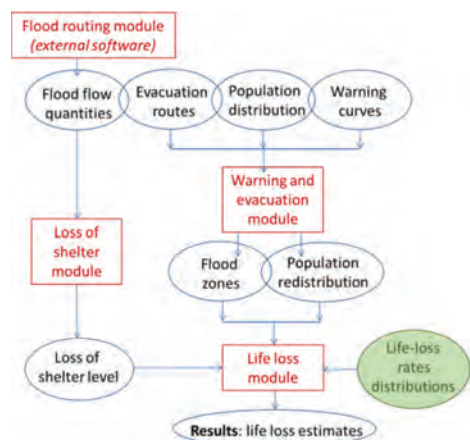 Flood routing module
(external software)
Flood flow
quantities
Evacuation
routes
Population
distribution
Warning
curves
Warning and
evacuation
module
Loss of
shelter
module
Flood
zones
Population
redistribution
Loss of
shelter level
Life loss
module
Life-loss
rates
distributions
Results: life loss estimates